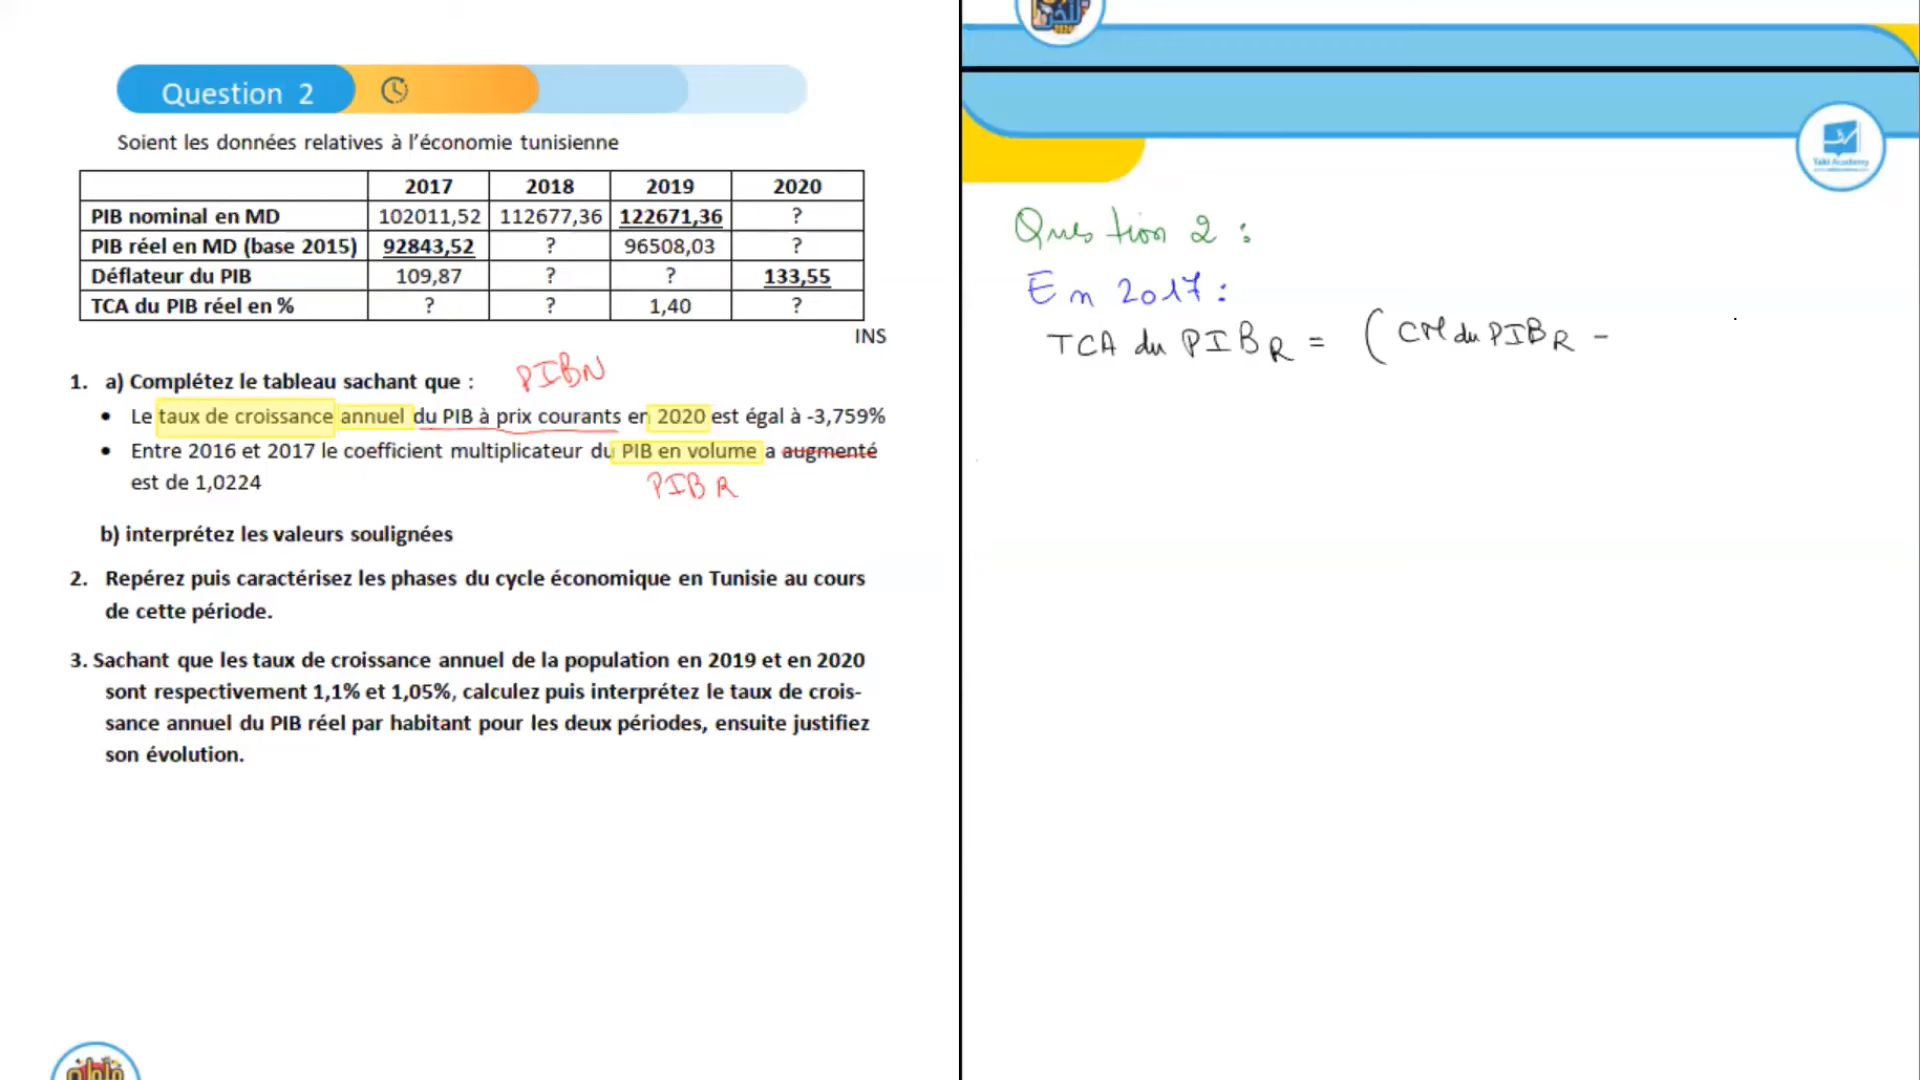 Question 2
Soient les données relatives à l’économie tunisienne
2017 2018 2019 2020
PIB nominal en MD 102011,52 112677,36 122671,36 ?
PIB réel en MD (base 2015) 92843,52 ? 96508,03 ?
Déflateur du PIB 109,87 ? ? 133,55
TCA du PIB réel en % ? ? 1,40 ?
INS
PIBN
1. a) Complétez le tableau sachant que :
• Le taux de croissance annuel du PIB à prix courants en 2020 est égal à -3,759%
• Entre 2016 et 2017 le coefficient multiplicateur du PIB en volume a augmenté
est de 1,0224
PIB R
b) interprétez les valeurs soulignées
2. Repérez puis caractérisez les phases du cycle économique en Tunisie au cours
de cette période.
3. Sachant que les taux de croissance annuel de la population en 2019 et en 2020
sont respectivement 1,1% et 1,05%, calculez puis interprétez le taux de crois-
sance annuel du PIB réel par habitant pour les deux périodes, ensuite justifiez
son évolution.
Yaki Academy
Question 2 :
En 2017 :
TCA du PIB R = ( CM du PIB R -